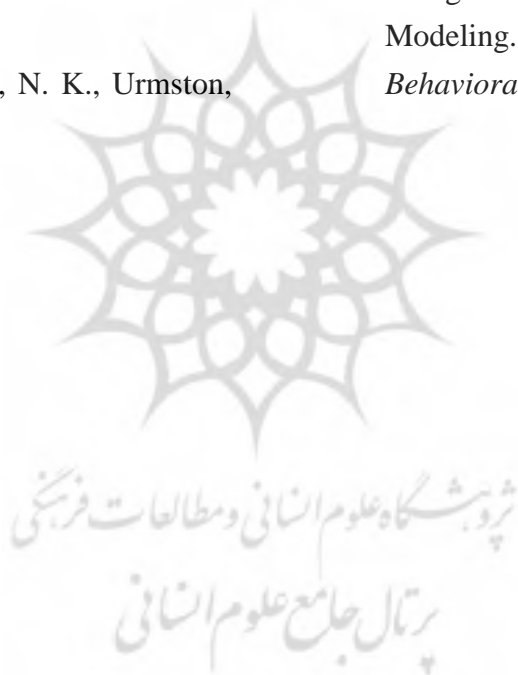 Modeling.
, N. K., Urmston,
Behaviora
پژوهشگاه علوم انسانی و مطالعات فرهنگی
پرتال جامع علوم انسانی